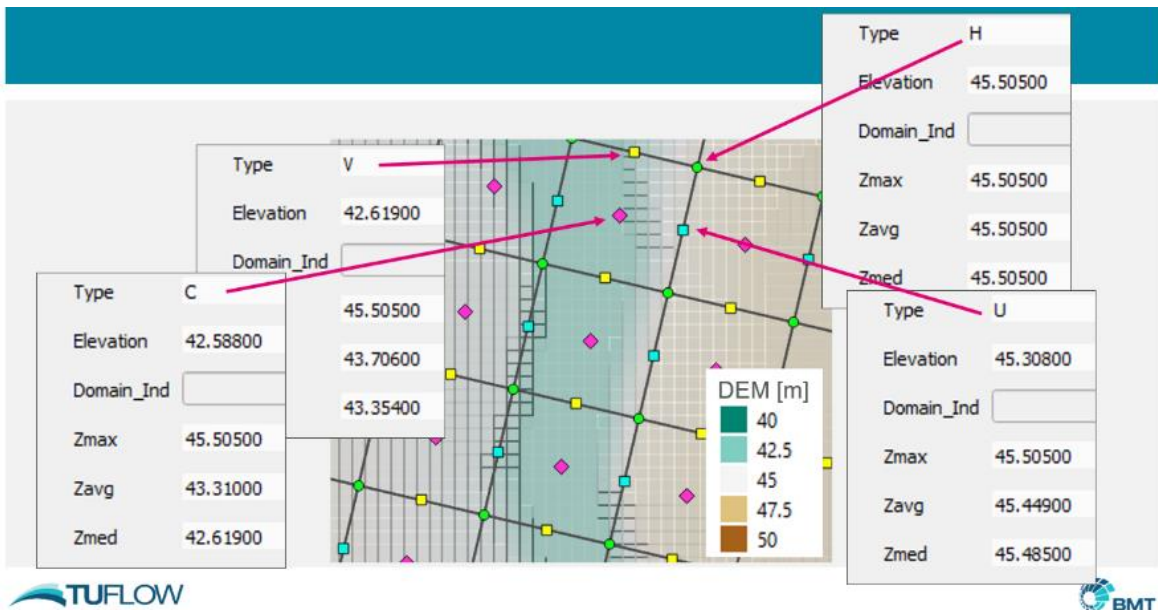 Type H
Elevation 45.50500
Domain_Ind
Zmax 45.50500
Zavg 45.50500
Zmed 45.50500
Type V
Elevation 42.61900
Domain_Ind
45.50500
43.70600
43.35400
Type C
Elevation 42.58800
Domain_Ind
Zmax 45.50500
Zavg 43.31000
Zmed 42.61900
Type U
Elevation 45.30800
Domain_Ind
Zmax 45.50500
Zavg 45.44900
Zmed 45.48500
DEM [m]
40
42.5
45
47.5
50
TUFLOW
BMT